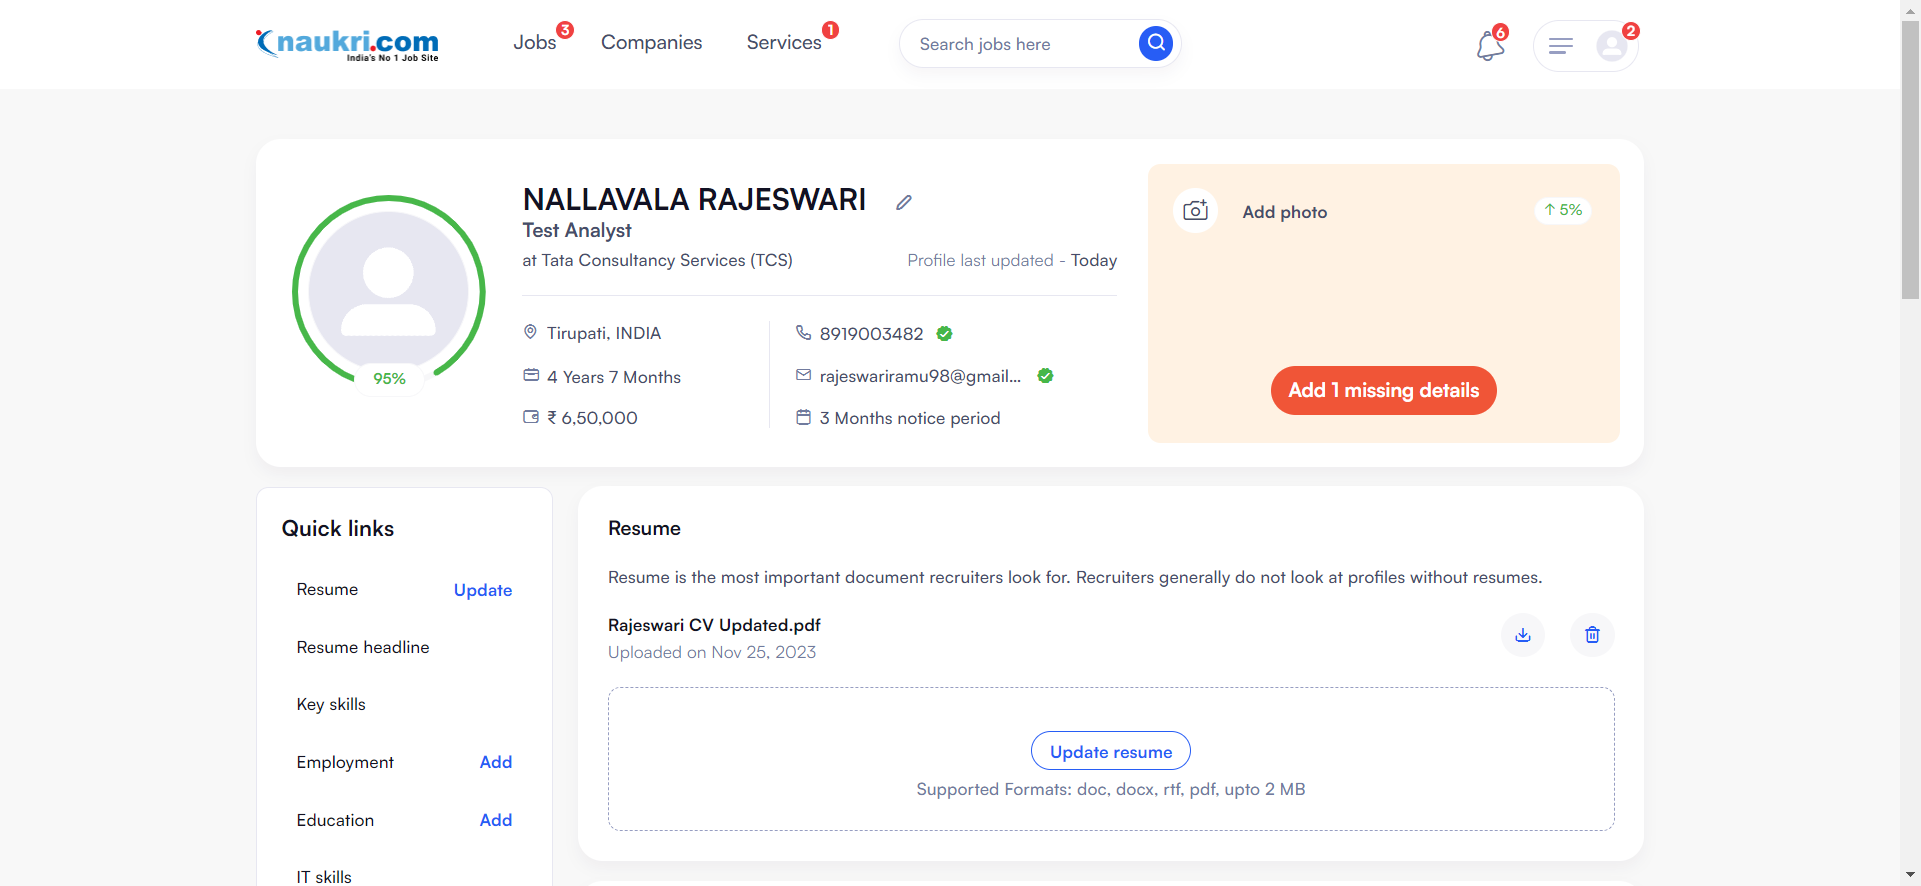 naukri.com
India's No 1 Job Site
Jobs 3
Companies
Services 1
Search jobs here
6
2
NALLAVALA RAJESWARI
Test Analyst
at Tata Consultancy Services (TCS)
Profile last updated - Today
Tirupati, INDIA
4 Years 7 Months
₹ 6,50,000
8919003482
rajeswariramu98@gmail...
3 Months notice period
95%
Add photo
↑ 5%
Add 1 missing details
Quick links
Resume Update
Resume headline
Key skills
Employment Add
Education Add
IT skills
Resume
Resume is the most important document recruiters look for. Recruiters generally do not look at profiles without resumes.
Rajeswari CV Updated.pdf
Uploaded on Nov 25, 2023
Update resume
Supported Formats: doc, docx, rtf, pdf, upto 2 MB